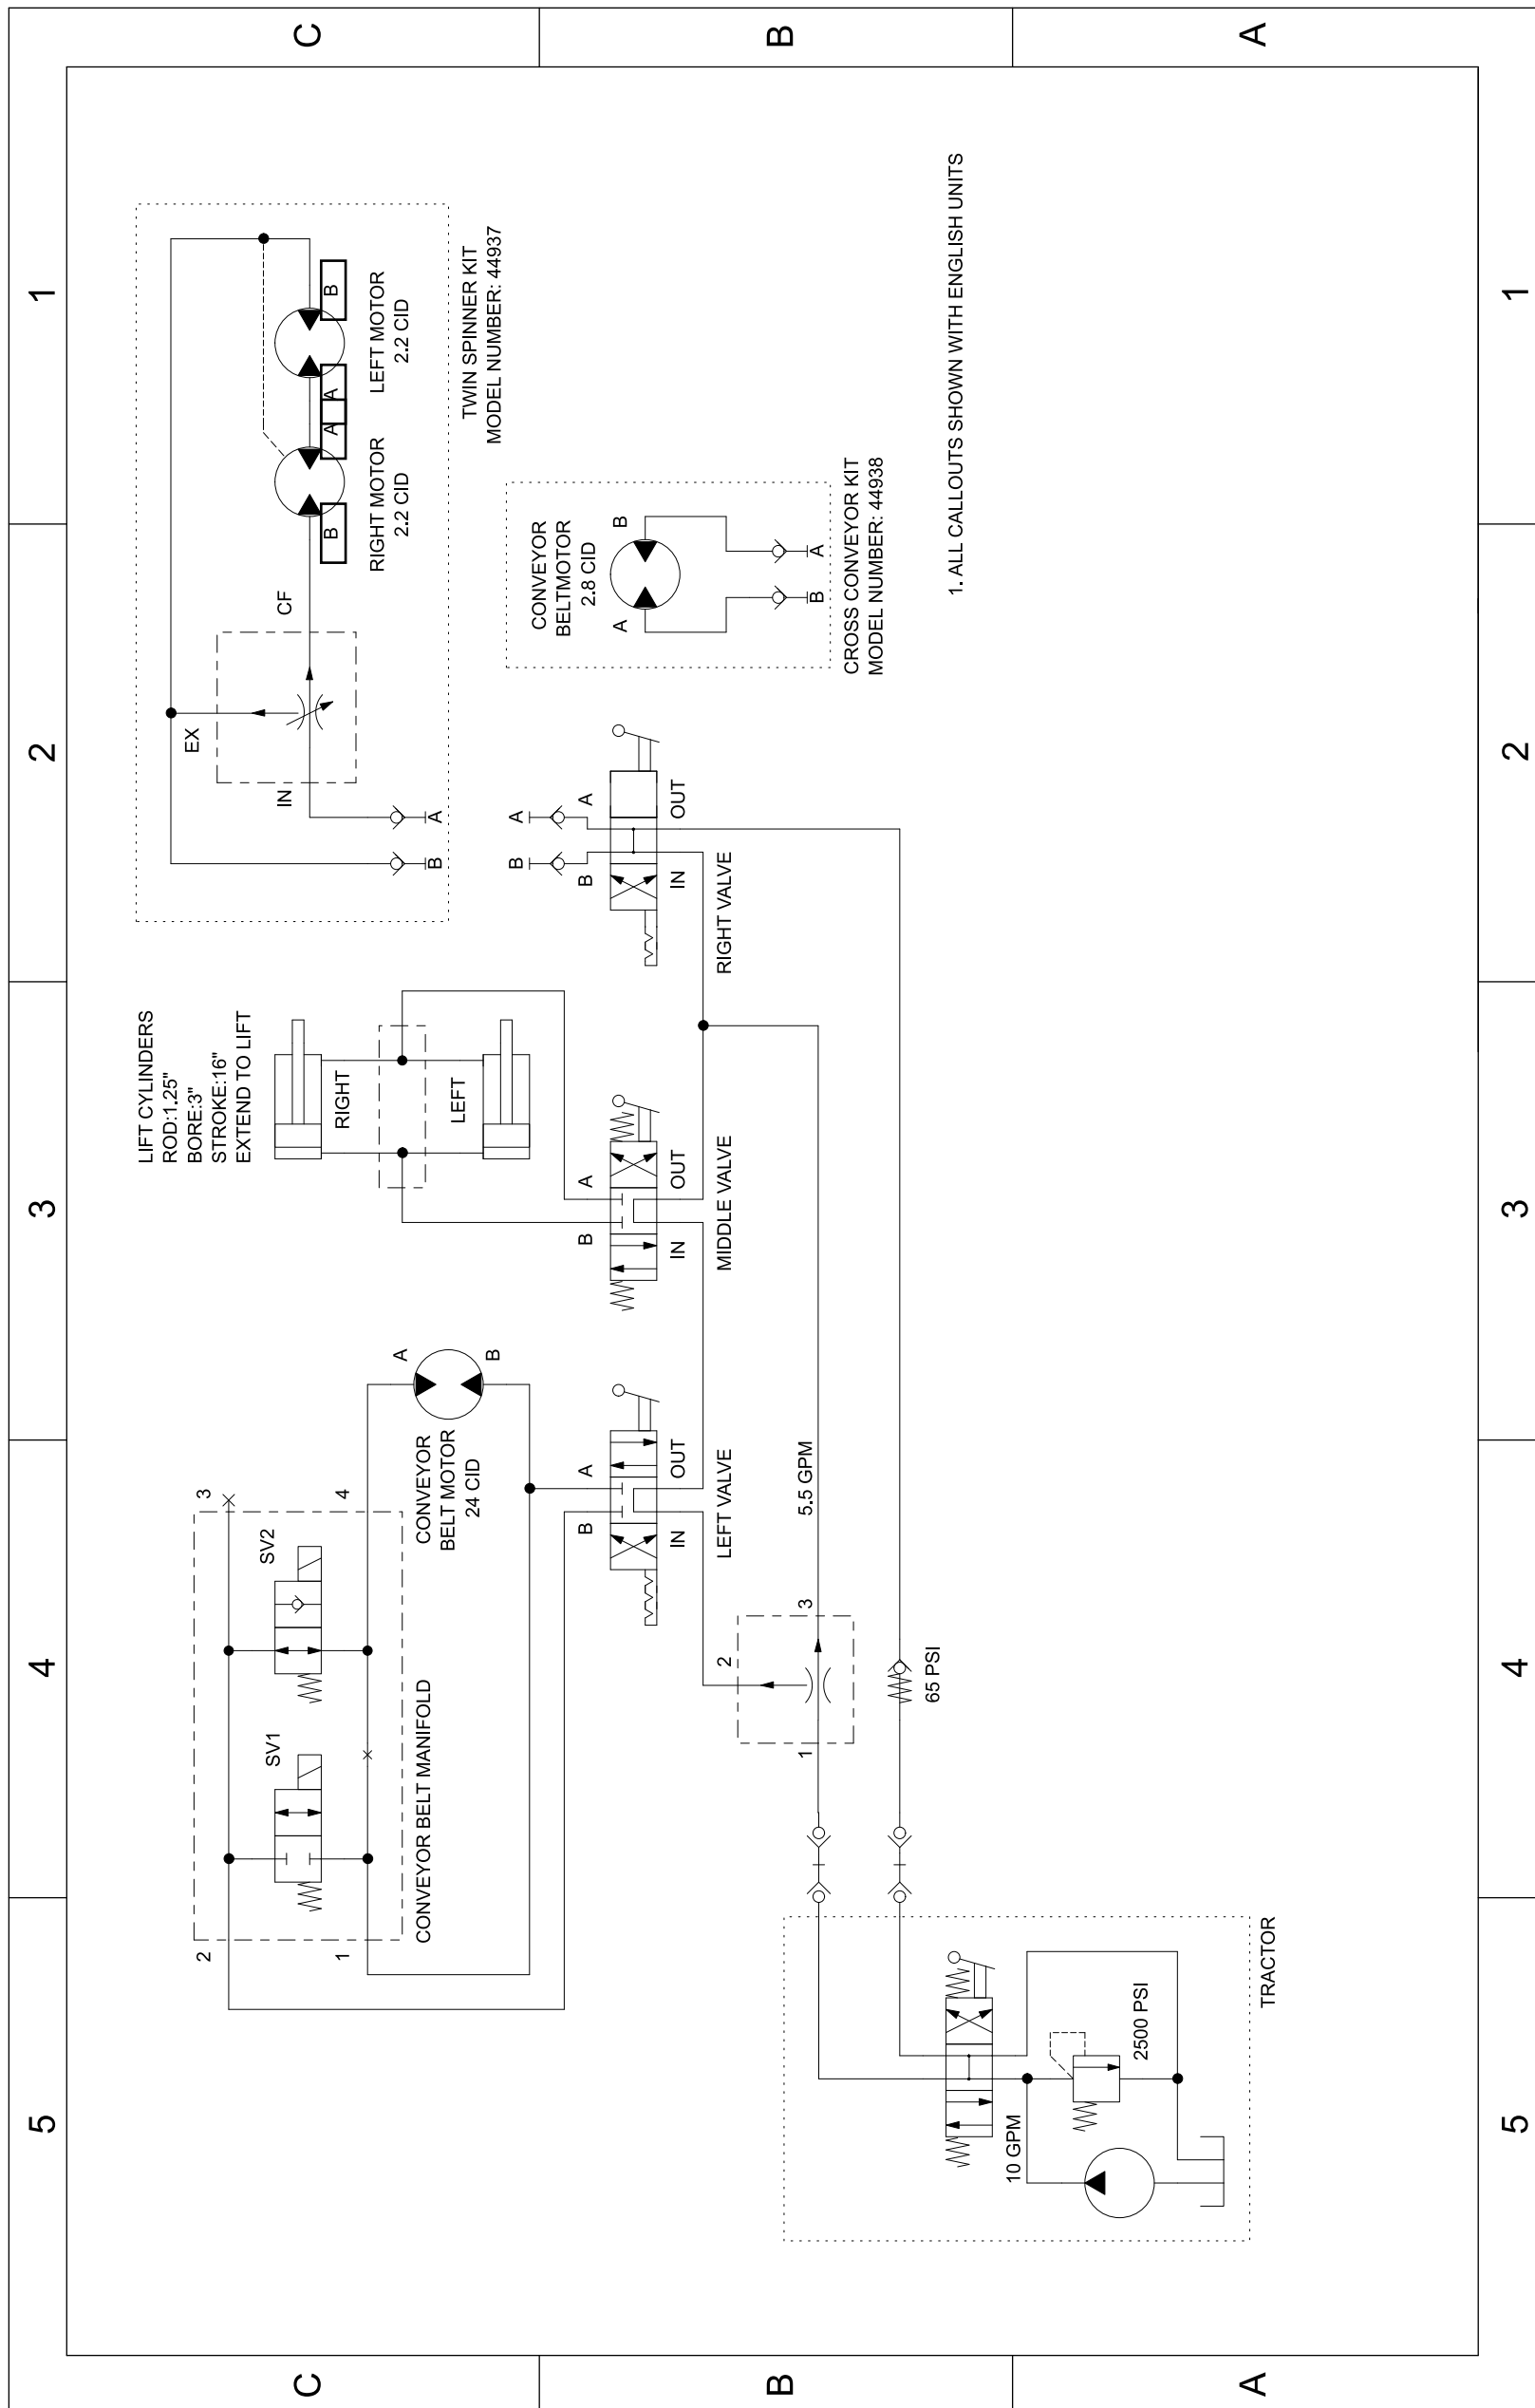 5
4
3
2
1
C
B
A
C
B
A
5
4
3
2
1
2
1
SV1
SV2
3
4
CONVEYOR BELT MANIFOLD
CONVEYOR
BELT MOTOR
24 CID
A
B
B
A
IN
OUT
LEFT VALVE
LIFT CYLINDERS
ROD:1.25"
BORE:3"
STROKE:16"
EXTEND TO LIFT
RIGHT
LEFT
B
A
IN
OUT
MIDDLE VALVE
EX
IN
CF
B
A
A
B
RIGHT MOTOR
2.2 CID
LEFT MOTOR
2.2 CID
B
A
TWIN SPINNER KIT
MODEL NUMBER: 44937
B
A
B
A
IN
OUT
RIGHT VALVE
CONVEYOR
BELTMOTOR
2.8 CID
A
B
B
A
CROSS CONVEYOR KIT
MODEL NUMBER: 44938
2
1
3
5.5 GPM
65 PSI
10 GPM
2500 PSI
TRACTOR
1. ALL CALLOUTS SHOWN WITH ENGLISH UNITS